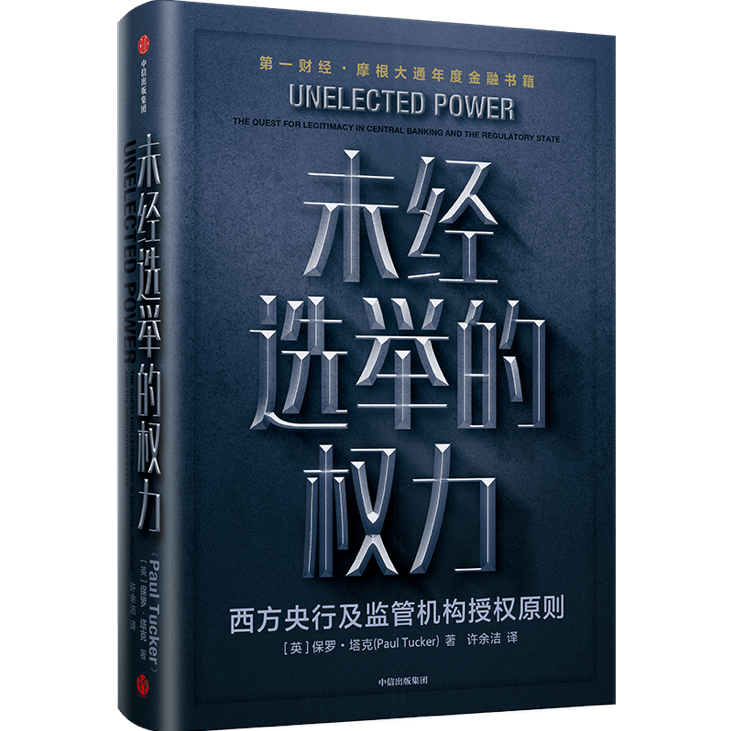 第一财经·摩根大通年度金融书籍
UNELECTED POWER
THE QUEST FOR LEGITIMACY IN CENTRAL BANKING AND THE REGULATORY STATE
未经
选举的
权力
西方央行及监管机构授权原则
[英]保罗·塔克(Paul Tucker) 著 许余洁 译
中信出版集团
中信出版集团
未经选举的权力
UNELECTED POWER
(Paul Tucker)
[英]保罗·塔克 著
许余洁 译